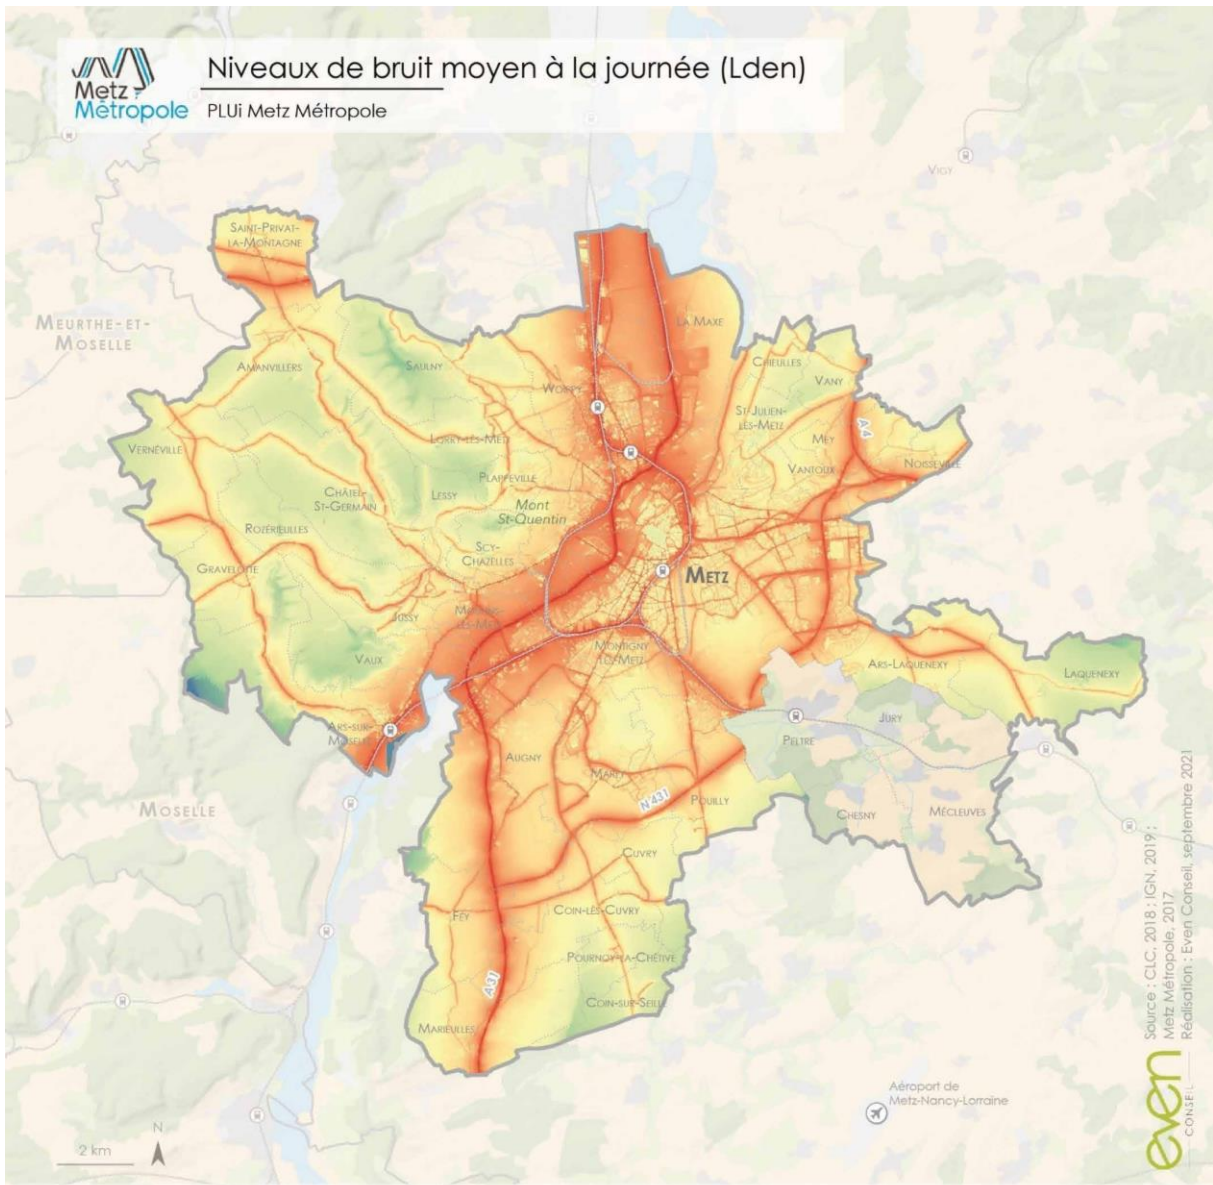 Metz
Métropole
Niveaux de bruit moyen à la journée (Lden)
PLUi Metz Métropole
VIGY
SAINT-PRIVAT-
LA-MONTAGNE
MEURTHE-ET-
MOSELLE
LA MAXE
AMANVILLERS
SAULNY
WOIPPY
CHIEULLES
VANY
ST-JULIEN-
LÈS-METZ
A4
MEY
VERNÉVILLE
LORRY-LÈS-METZ
NOISSEVILLE
VANTOUX
PLAPPEVILLE
CHÂTEL-
ST-GERMAIN
LESSY
Mont
St-Quentin
ROZÉRIEULLES
SCY-
CHAZELLES
GRAVELOTTE
METZ
JUSSY
MOULINS-
LÈS-METZ
MONTIGNY
LÈS-METZ
VAUX
ARS-LAQUENEXY
LAQUENEXY
ARS-SUR-
MOSELLE
JURY
PELTRE
AUGNY
MARLY
N431
POUILLY
MOSELLE
CHESNY
MÉCLEUVES
CUVRY
FÉY
COIN-LÈS-CUVRY
POURNOY-LA-CHÉTIVE
A31
COIN-SUR-SEILLE
MARIEULLES
Aéroport de
Metz-Nancy-Lorraine
N
2 km
Source : CLC, 2018 ; IGN, 2019 ;
Metz Métropole, 2017
Réalisation : Even Conseil, septembre 2021
even
CONSEIL